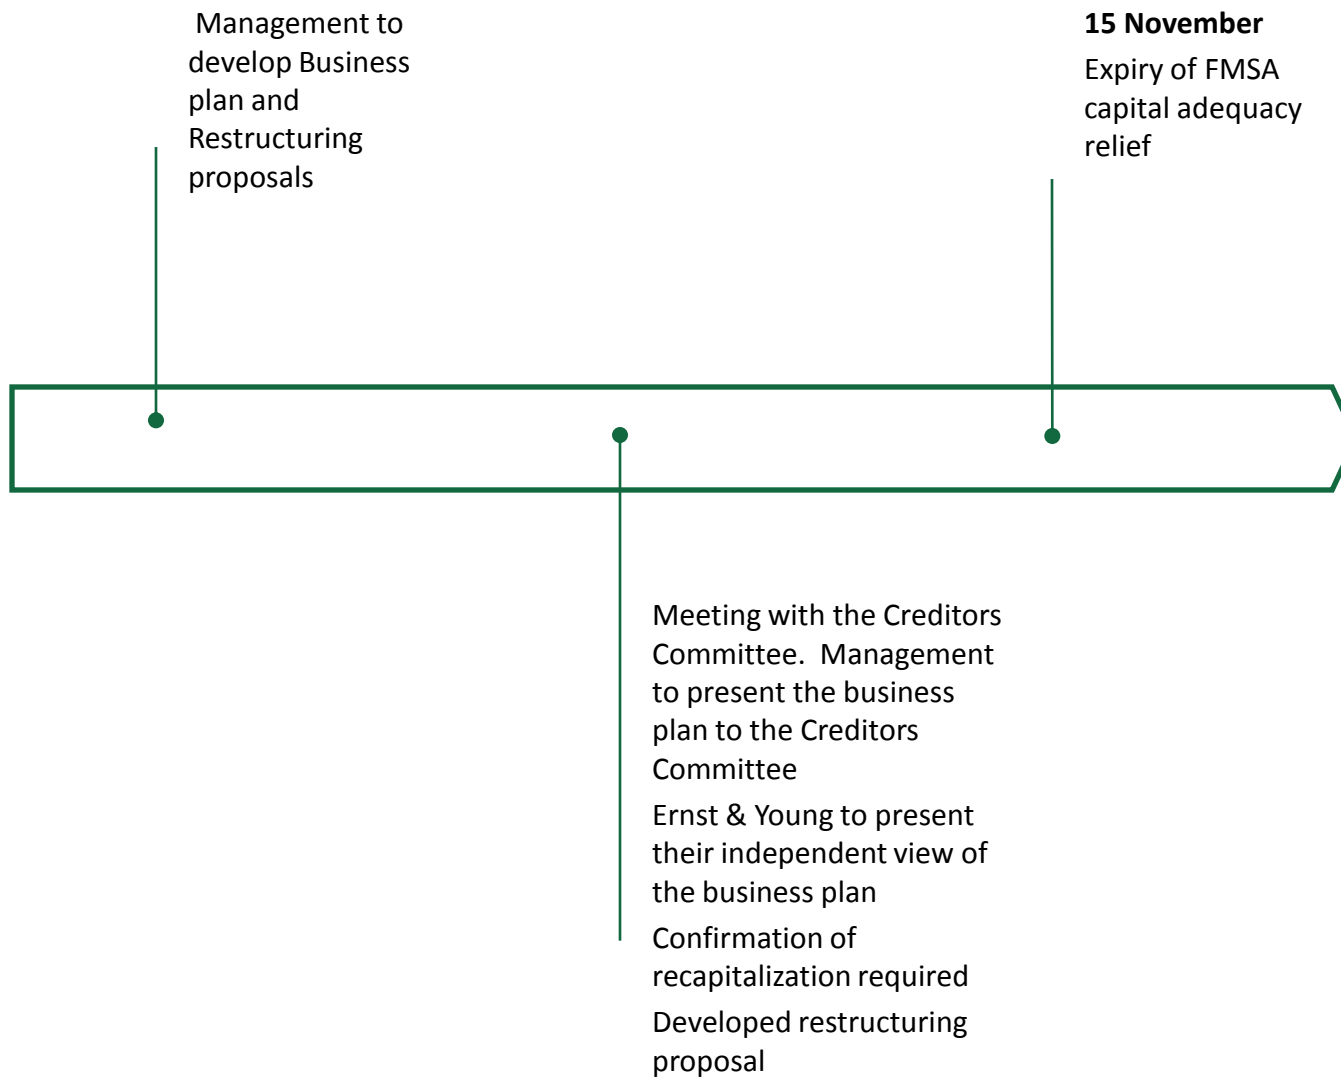 Management to
develop Business
plan and
Restructuring
proposals
15 November
Expiry of FMSA
capital adequacy
relief
Meeting with the Creditors
Committee.  Management
to present the business
plan to the Creditors
Committee
Ernst & Young to present
their independent view of
the business plan
Confirmation of
recapitalization required
Developed restructuring
proposal